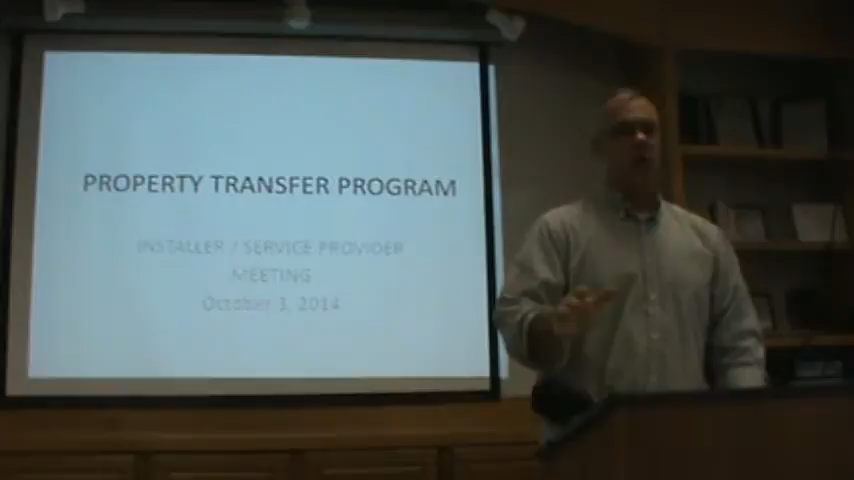 PROPERTY TRANSFER PROGRAM
INSTALLER / SERVICE PROVIDER
MEETING
October 3, 2014